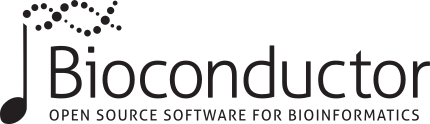 Bioconductor
OPEN SOURCE SOFTWARE FOR BIOINFORMATICS